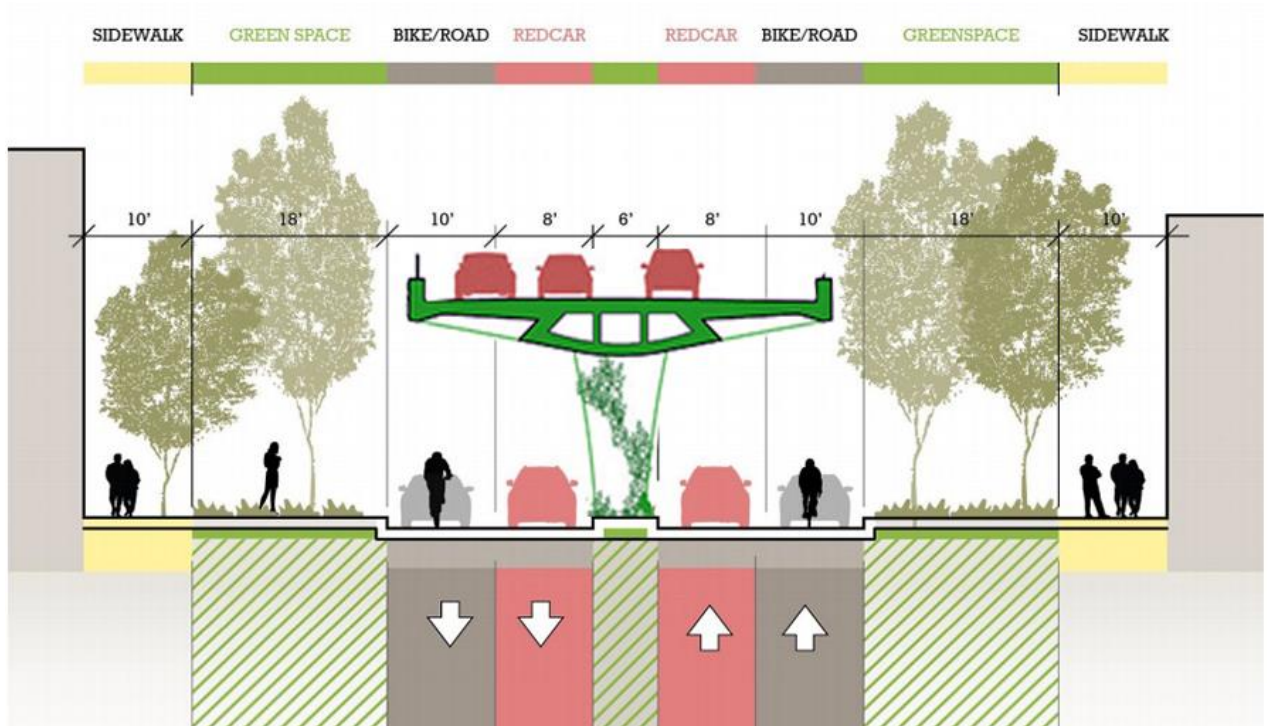 SIDEWALK GREEN SPACE BIKE/ROAD REDCAR REDCAR BIKE/ROAD GREENSPACE SIDEWALK
10' 18' 10' 8' 6' 8' 10' 18' 10'